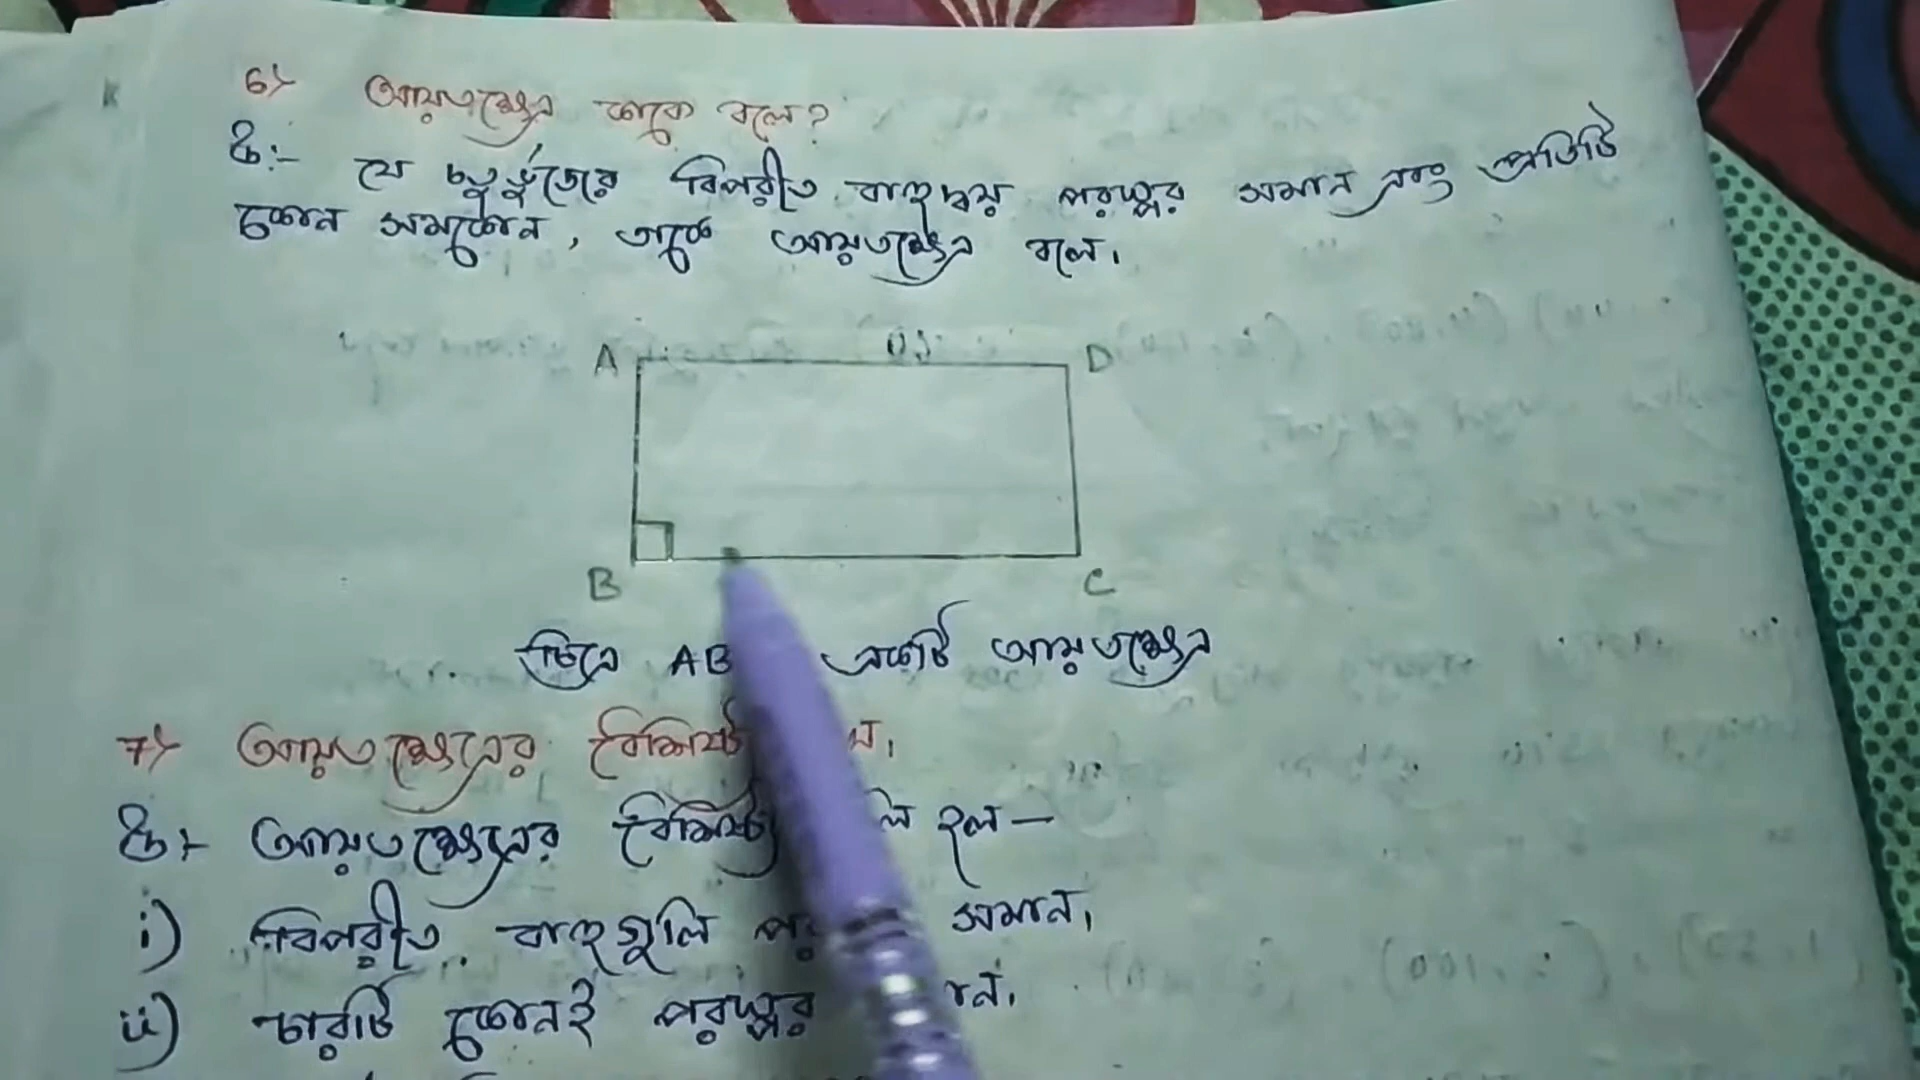 6> আয়তক্ষেত্র কাকে বলে?
উ:- যে চতুর্ভুজের বিপরীত বাহুদ্বয় পরস্পর সমান এবং প্রতিটি
কোন সমকোন, তাকে আয়তক্ষেত্র বলে।
A D
B C
চিত্রে AB একটি আয়তক্ষেত্র
7> আয়তক্ষেত্রের
উ:- আয়তক্ষেত্রের হল—
i) বিপরীত বাহুগুলি সমান।
ii) চারটি কোনই পরস্পর